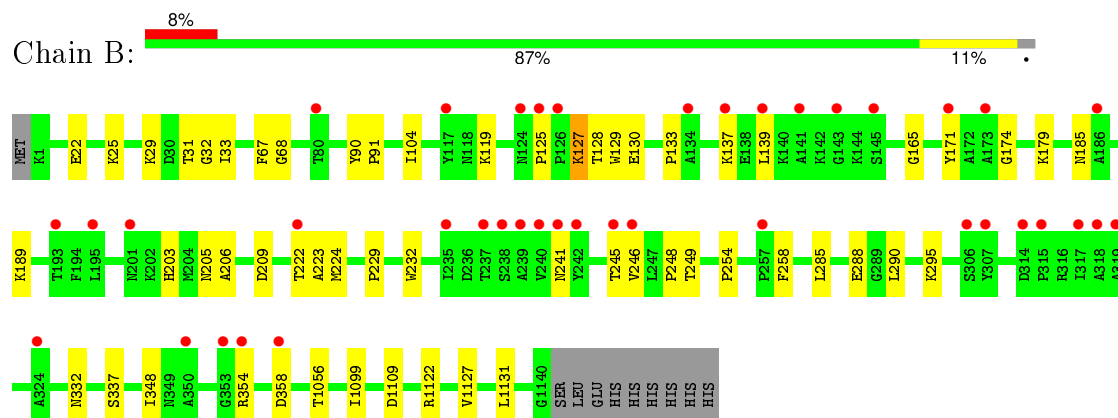 8%
Chain B:
87% 11% •
MET K1 E22 K25 K29 D30 T31 G32 I33 F67 G68 T80 Y90 P91 I104 Y117 N118 K119 N124 P125 P126 K127 T128 W129 E130 P133 A134 K137 E138 L139 K140 A141 K142 G143 K144 S145 G165 Y171 A172 A173 G174 K179 N185 A186
K189 T193 F194 L195 N201 K202 H203 M204 N205 A206 D209 T222 A223 M224 P229 W232 I235 D236 T237 S238 A239 V240 N241 Y242 T245 V246 L247 P248 T249 P254 P257 F258 L285 E288 G289 L290 K295 S306 Y307 D314 P315 R316 I317 A318 A319
A324 N332 S337 I348 N349 A350 G353 R354 D358 T1056 I1099 D1109 R1122 V1127 L1131 G1140 SER LEU GLU HIS HIS HIS HIS HIS HIS